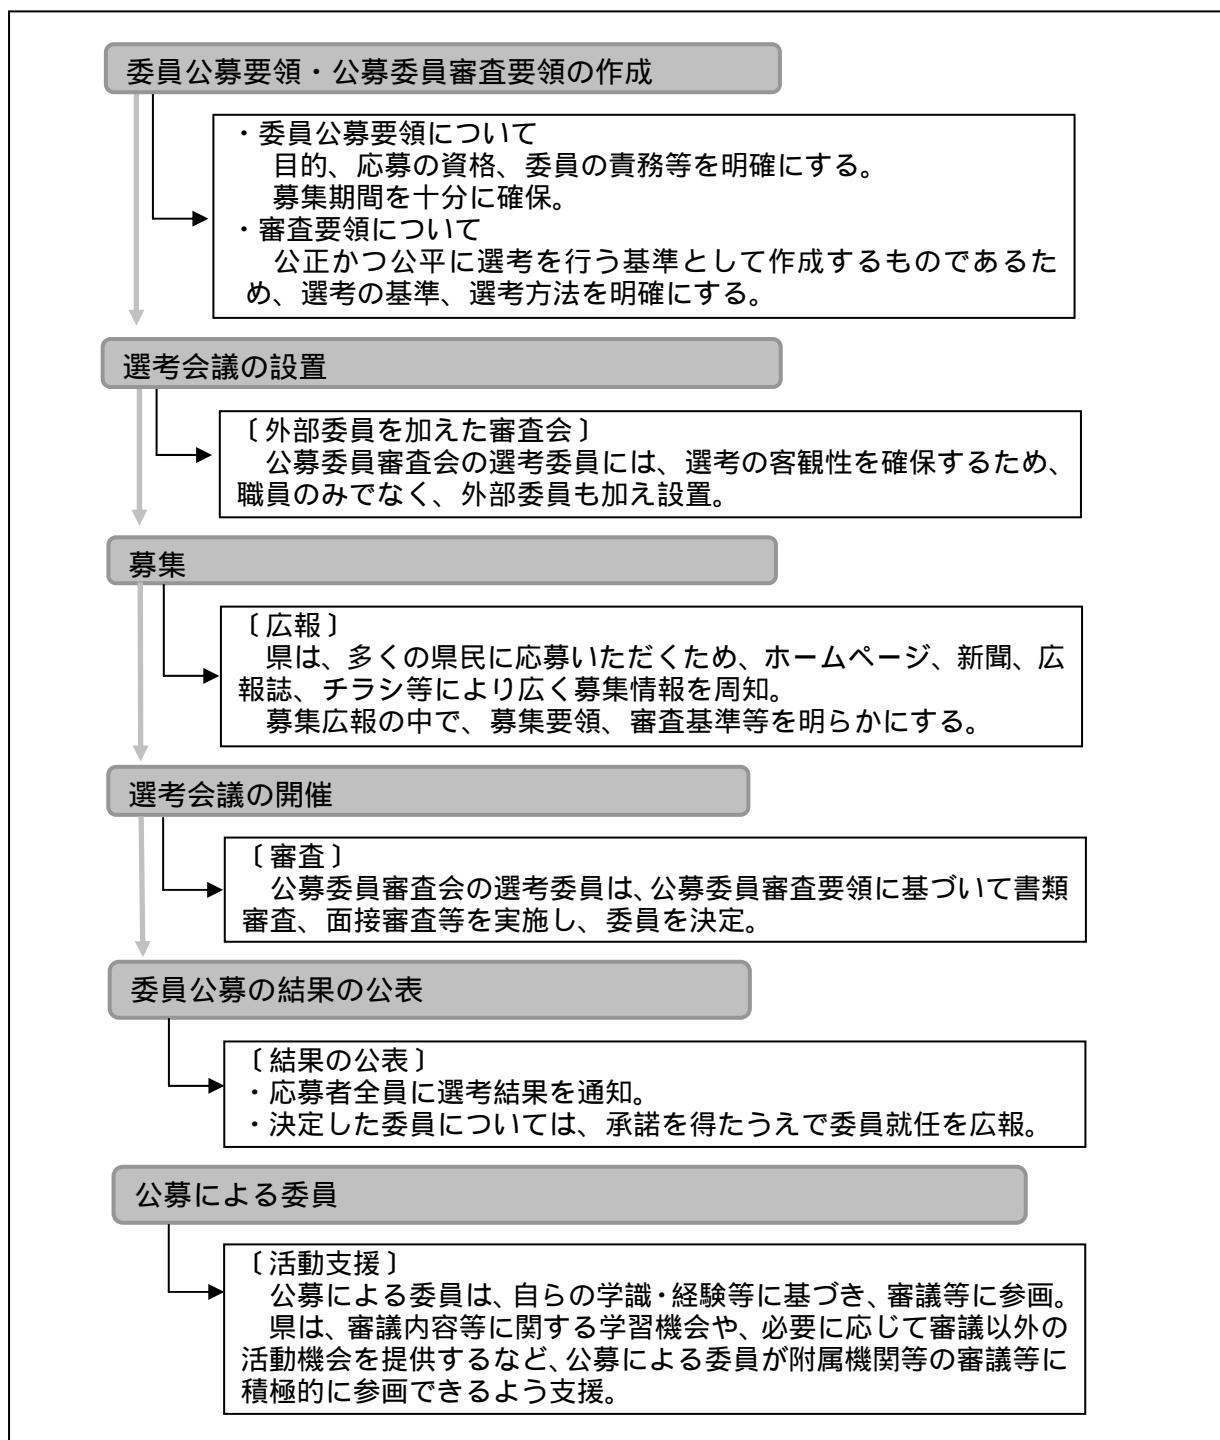 委員公募要領・公募委員審査要領の作成
・委員公募要領について
目的、応募の資格、委員の責務等を明確にする。
募集期間を十分に確保。
・審査要領について
公正かつ公平に選考を行う基準として作成するものであるた
め、選考の基準、選考方法を明確にする。
選考会議の設置
〔外部委員を加えた審査会〕
公募委員審査会の選考委員には、選考の客観性を確保するため、
職員のみでなく、外部委員も加え設置。
募集
〔広報〕
県は、多くの県民に応募いただくため、ホームページ、新聞、広
報誌、チラシ等により広く募集情報を周知。
募集広報の中で、募集要領、審査基準等を明らかにする。
選考会議の開催
〔審査〕
公募委員審査会の選考委員は、公募委員審査要領に基づいて書類
審査、面接審査等を実施し、委員を決定。
委員公募の結果の公表
〔結果の公表〕
・応募者全員に選考結果を通知。
・決定した委員については、承諾を得たうえで委員就任を広報。
公募による委員
〔活動支援〕
公募による委員は、自らの学識・経験等に基づき、審議等に参画。
県は、審議内容等に関する学習機会や、必要に応じて審議以外の
活動機会を提供するなど、公募による委員が附属機関等の審議等に
積極的に参画できるよう支援。